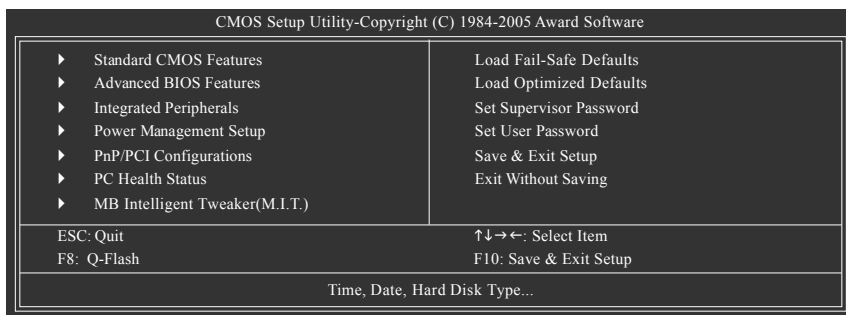 CMOS Setup Utility-Copyright (C) 1984-2005 Award Software
Standard CMOS Features
Advanced BIOS Features
Integrated Peripherals
Power Management Setup
PnP/PCI Configurations
PC Health Status
MB Intelligent Tweaker(M.I.T.)
Load Fail-Safe Defaults
Load Optimized Defaults
Set Supervisor Password
Set User Password
Save & Exit Setup
Exit Without Saving
ESC: Quit
F8: Q-Flash
↑↓→←: Select Item
F10: Save & Exit Setup
Time, Date, Hard Disk Type...